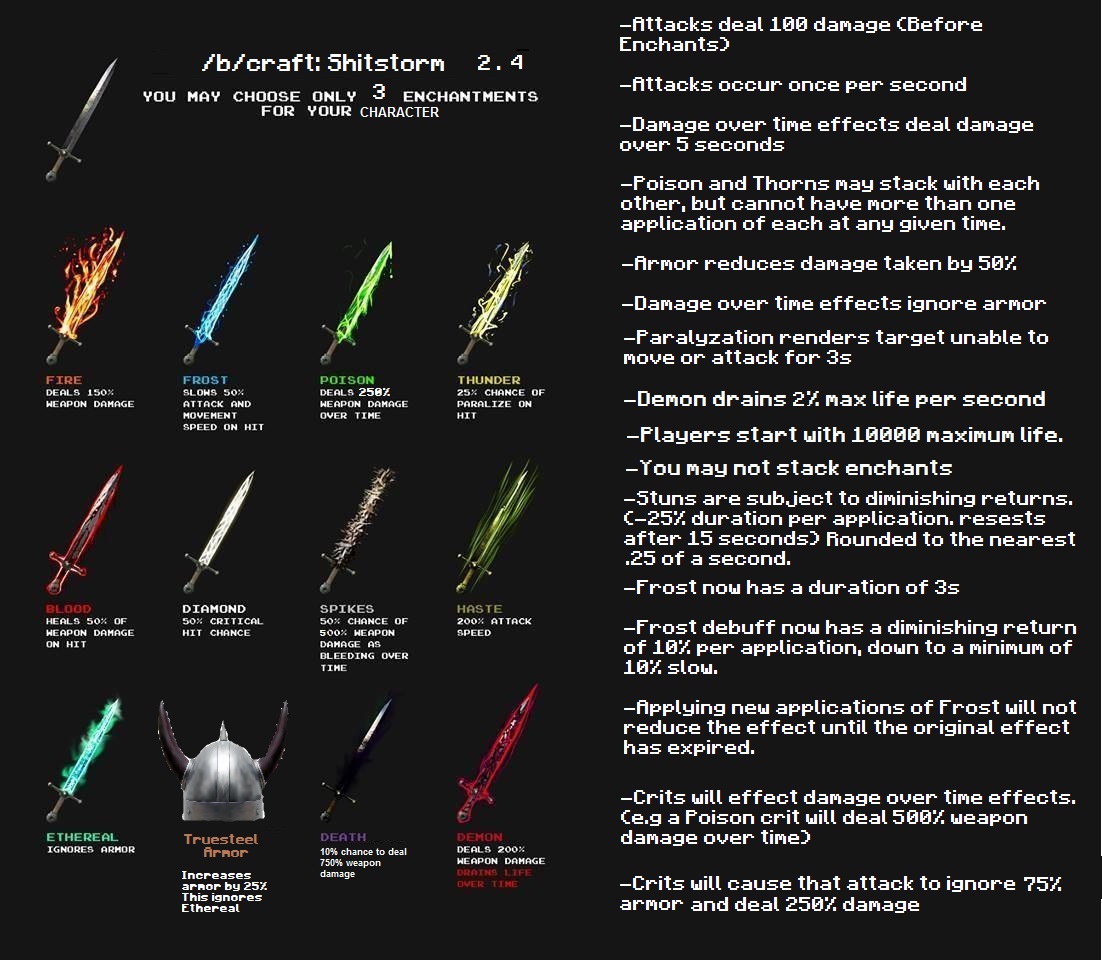 /b/craft: Shitstorm 2.4
YOU MAY CHOOSE ONLY 3 ENCHANTMENTS
FOR YOUR CHARACTER
FIRE
DEALS 150%
WEAPON DAMAGE
FROST
SLOWS 50%
ATTACK AND
MOVEMENT
SPEED ON HIT
POISON
DEALS 250%
WEAPON DAMAGE
OVER TIME
THUNDER
25% CHANCE OF
PARALIZE ON
HIT
BLOOD
HEALS 50% OF
WEAPON DAMAGE
ON HIT
DIAMOND
50% CRITICAL
HIT CHANCE
SPIKES
50% CHANCE OF
500% WEAPON
DAMAGE AS
BLEEDING OVER
TIME
HASTE
200% ATTACK
SPEED
ETHEREAL
IGNORES ARMOR
Truesteel
Armor
Increases
armor by 25%
This ignores
Ethereal
DEATH
10% chance to deal
750% weapon
damage
DEMON
DEALS 200%
WEAPON DAMAGE
DRAINS LIFE
OVER TIME
-Attacks deal 100 damage (Before
Enchants)
-Attacks occur once per second
-Damage over time effects deal damage
over 5 seconds
-Poison and Thorns may stack with each
other, but cannot have more than one
application of each at any given time.
-Armor reduces damage taken by 50%
-Damage over time effects ignore armor
-Paralyzation renders target unable to
move or attack for 3s
-Demon drains 2% max life per second
-Players start with 10000 maximum life.
-You may not stack enchants
-Stuns are subject to diminishing returns.
(-25% duration per application. resests
after 15 seconds) Rounded to the nearest
.25 of a second.
-Frost now has a duration of 3s
-Frost debuff now has a diminishing return
of 10% per application, down to a minimum of
10% slow.
-Applying new applications of Frost will not
reduce the effect until the original effect
has expired.
-Crits will effect damage over time effects.
(e.g a Poison crit will deal 500% weapon
damage over time)
-Crits will cause that attack to ignore 75%
armor and deal 250% damage